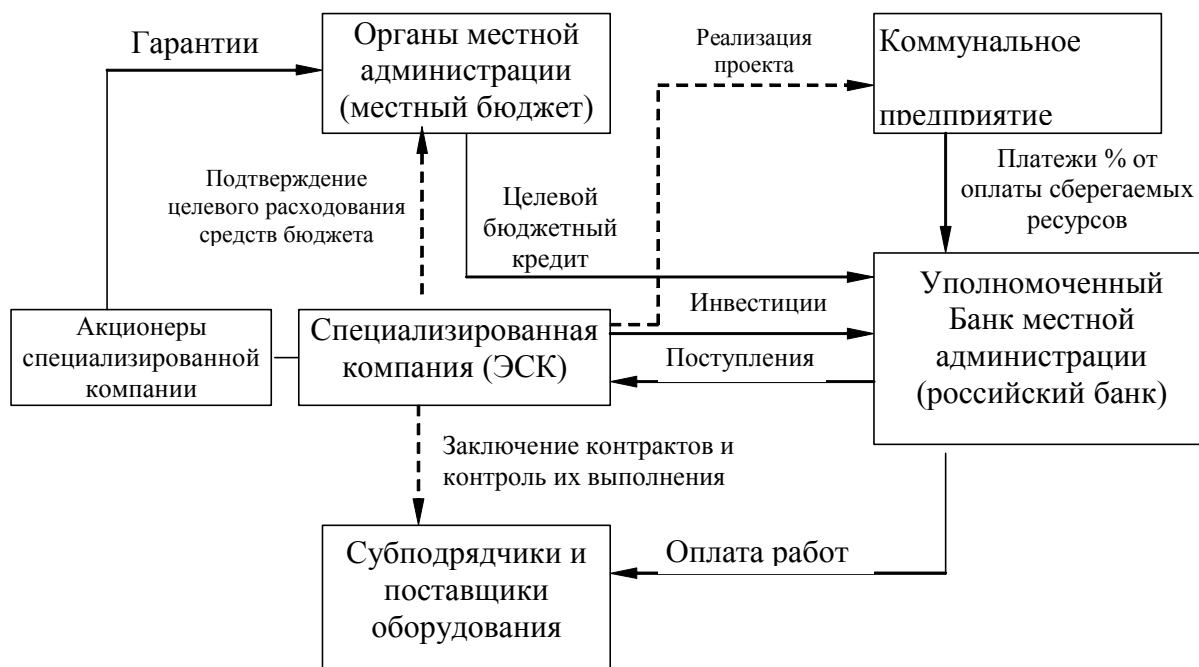 Гарантии
Органы местной
администрации
(местный бюджет)
Реализация
проекта
Коммунальное
предприятие
Подтверждение
целевого расходования
средств бюджета
Целевой
бюджетный
кредит
Платежи % от
оплаты сберегаемых
ресурсов
Акционеры
специализированной
компании
Специализированная
компания (ЭСК)
Инвестиции
Поступления
Уполномоченный
Банк местной
администрации
(российский банк)
Заключение контрактов и
контроль их выполнения
Субподрядчики и
поставщики
оборудования
Оплата работ